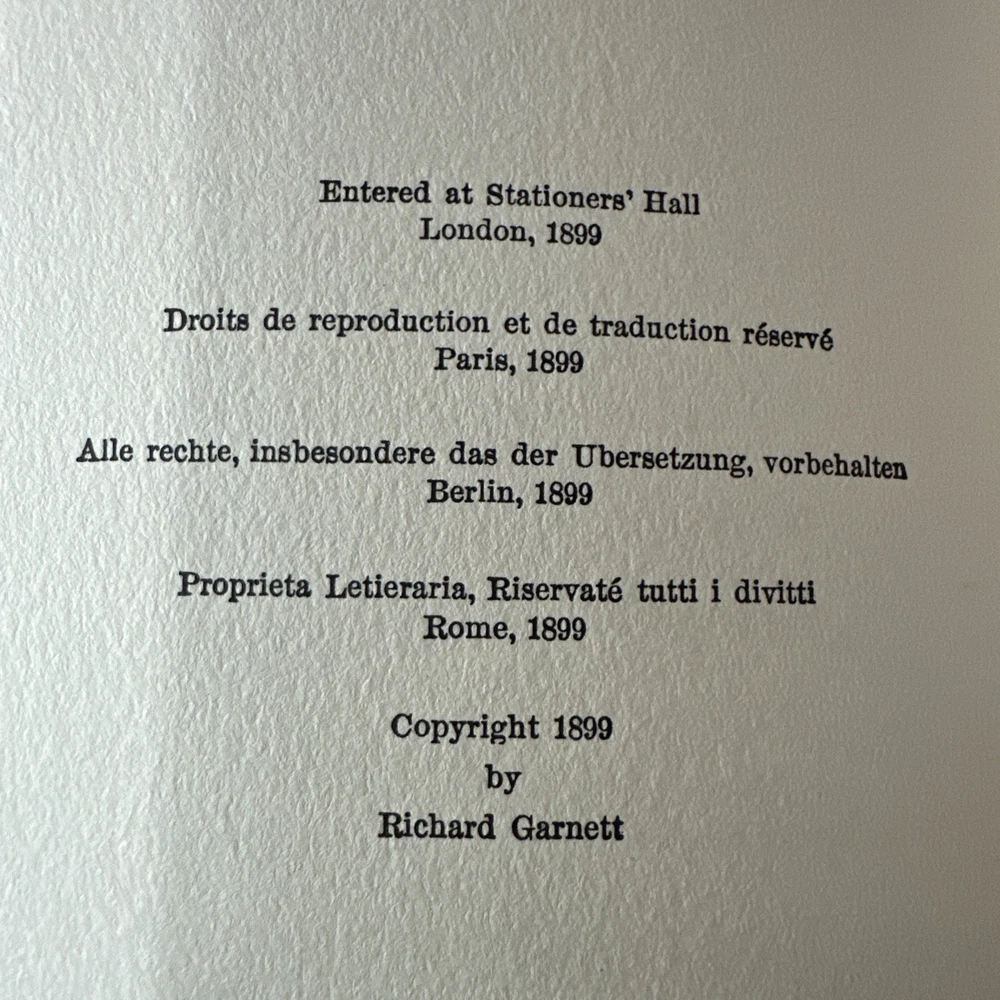 Entered at Stationers' Hall
London, 1899
Droits de reproduction et de traduction réservé
Paris, 1899
Alle rechte, insbesondere das der Ubersetzung, vorbehalten
Berlin, 1899
Proprieta Letieraria, Riservaté tutti i divitti
Rome, 1899
Copyright 1899
by
Richard Garnett